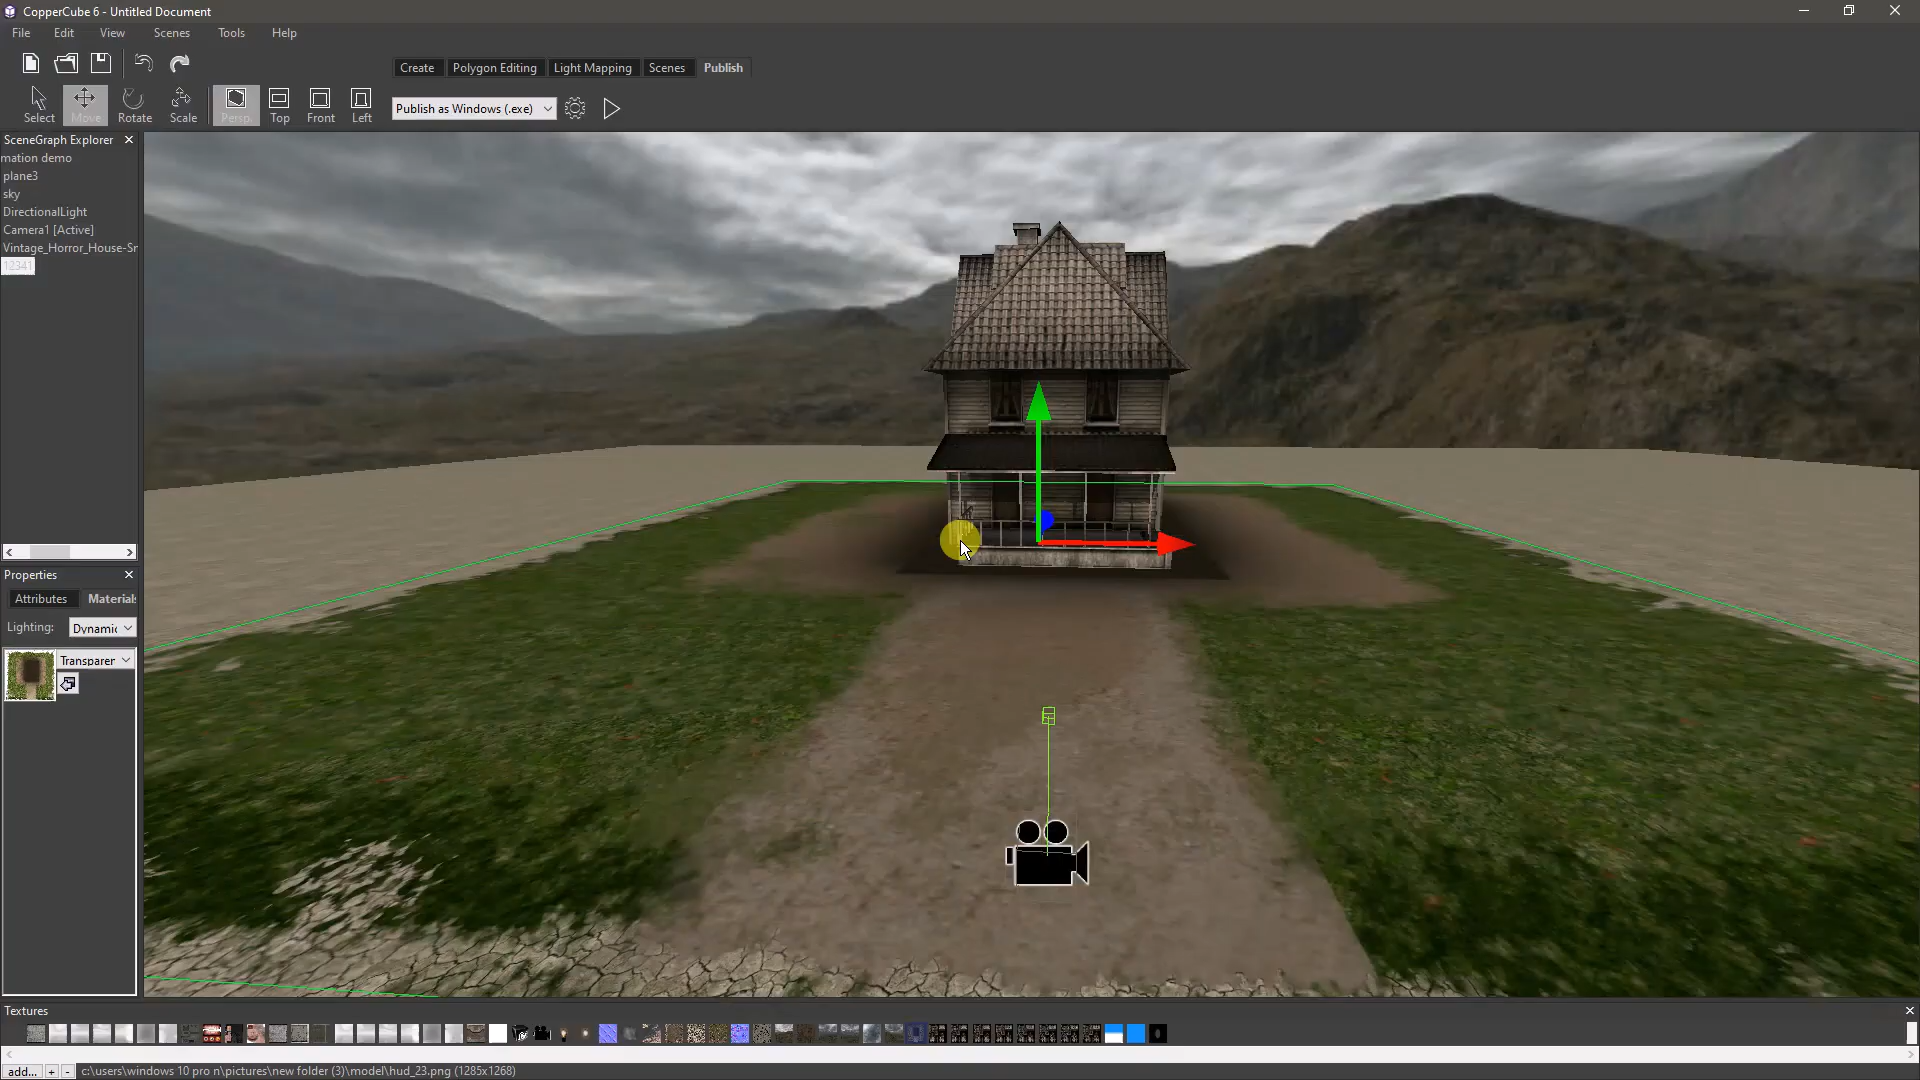 CopperCube 6 - Untitled Document
File Edit View Scenes Tools Help
Create Polygon Editing Light Mapping Scenes Publish
Select Move Rotate Scale Persp. Top Front Left
Publish as Windows (.exe)
SceneGraph Explorer
mation demo
plane3
sky
DirectionalLight
Camera1 [Active]
Vintage_Horror_House-Sr
12341
Properties
Attributes Materials
Lighting: Dynamic
Transparer
Textures
add... + - c:\users\windows 10 pro n\pictures\new folder (3)\model\hud_23.png (1285x1268)